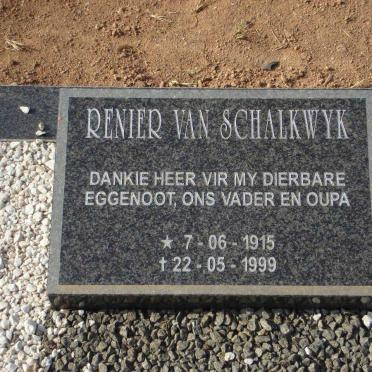 RENIER VAN SCHALKWYK
DANKIE HEER VIR MY DIERBARE
EGGENOOT, ONS VADER EN OUPA
★ 7 - 06 - 1915
✝ 22 - 05 - 1999